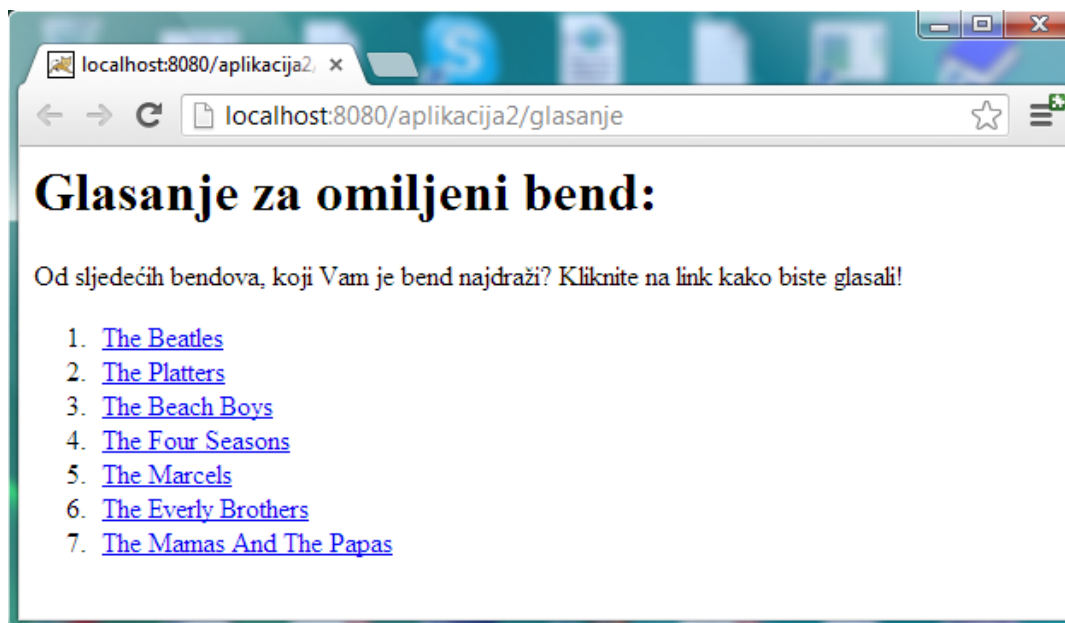 localhost:8080/aplikacija2/
localhost:8080/aplikacija2/glasanje
Glasanje za omiljeni bend:
Od sljedećih bendova, koji Vam je bend najdraži? Kliknite na link kako biste glasali!
1. The Beatles
2. The Platters
3. The Beach Boys
4. The Four Seasons
5. The Marcels
6. The Everly Brothers
7. The Mamas And The Papas